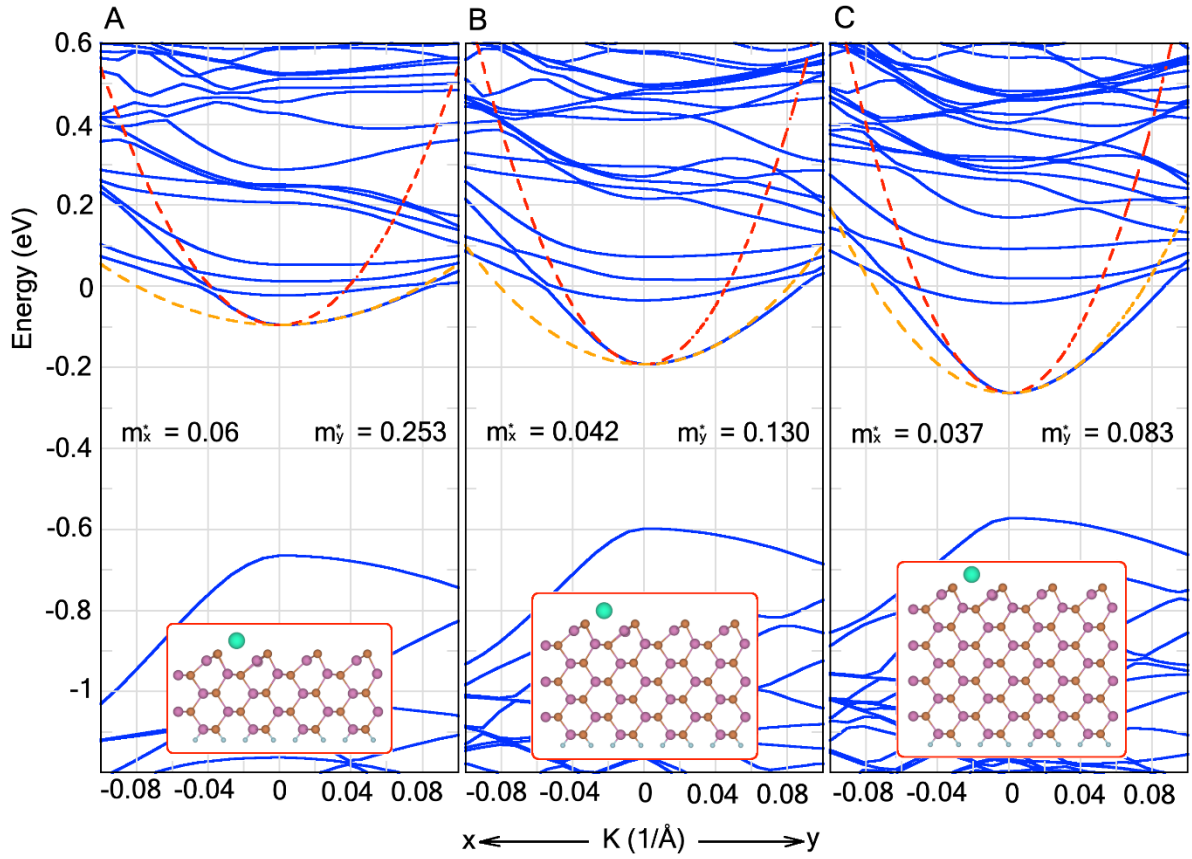 A B C
Energy (eV)
0.6
0.4
0.2
0
-0.2
-0.4
-0.6
-0.8
-1
m*x = 0.06 m*y = 0.253
m*x = 0.042 m*y = 0.130
m*x = 0.037 m*y = 0.083
-0.08 -0.04 0 0.04 0.08 -0.08 -0.04 0 0.04 0.08 -0.08 -0.04 0 0.04 0.08
x K (1/Å) y